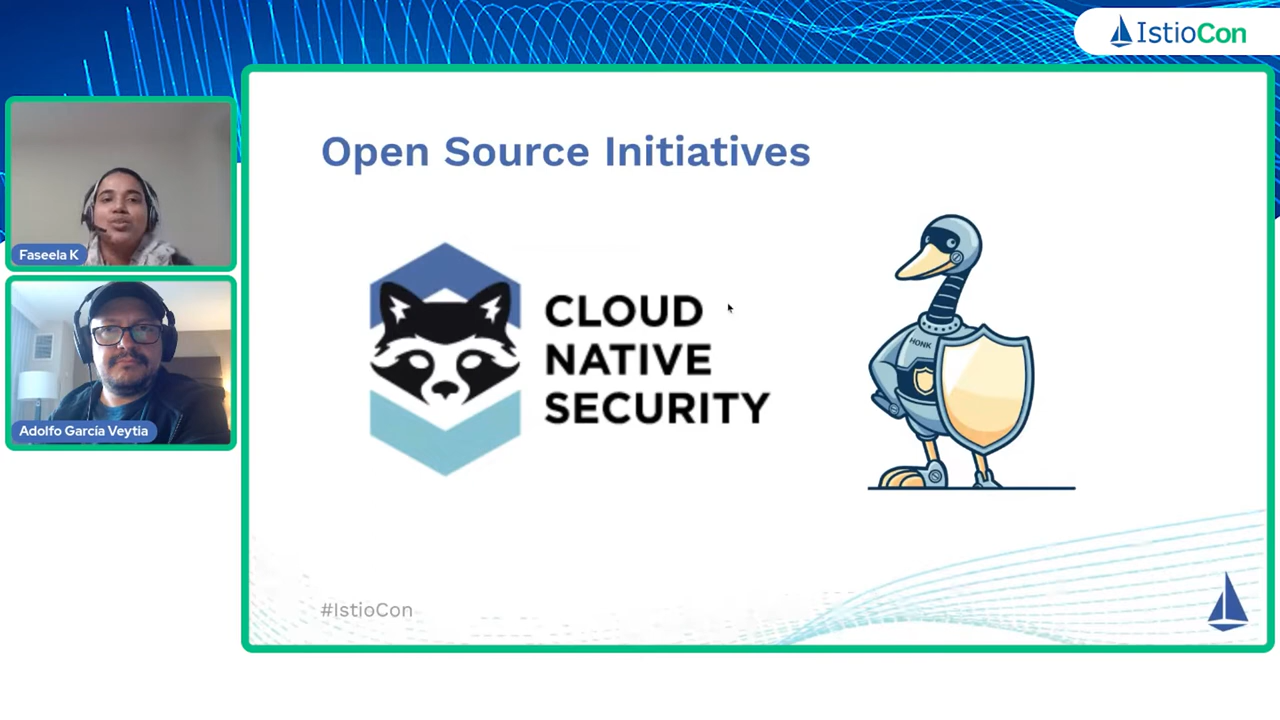 IstioCon
Open Source Initiatives
Faseela K
Adolfo García Veytia
CLOUD
NATIVE
SECURITY
HONK
#IstioCon